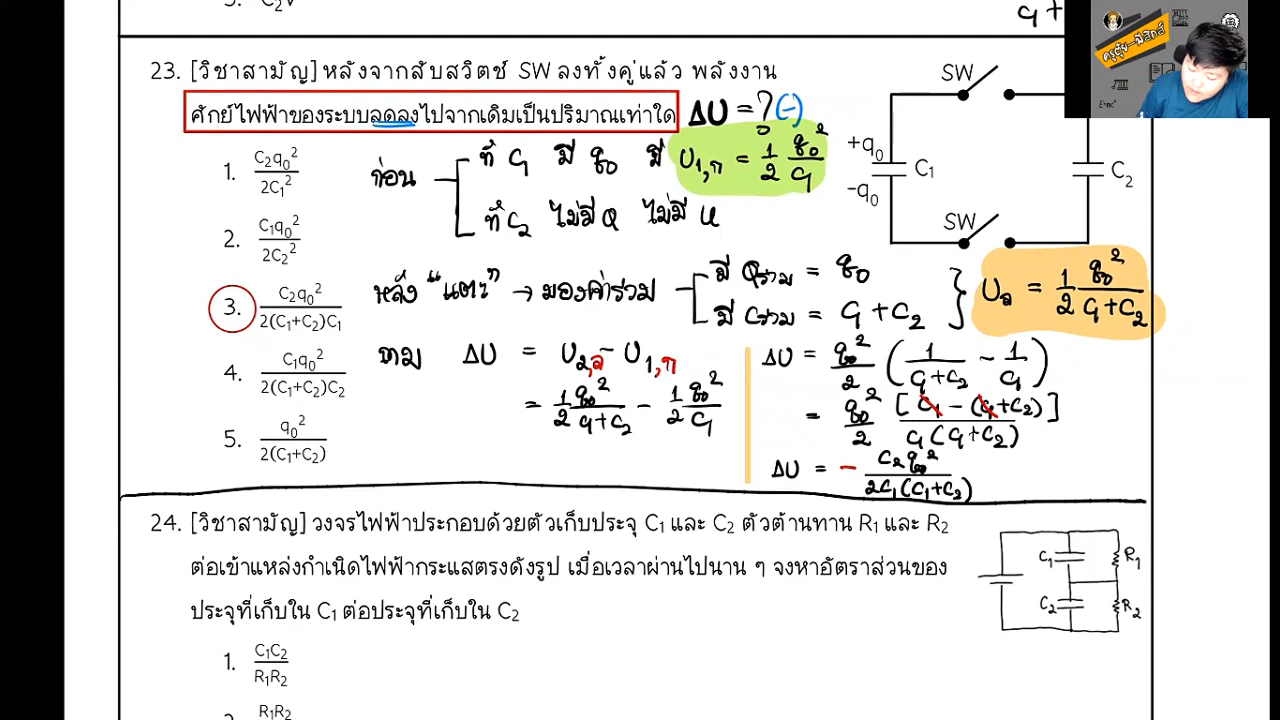 5. C₂V
C₁ +
ครูตุ้ย-ฟิสิกส์
E=mc²
23. [วิชาสามัญ] หลังจากสับสวิตช์ SW ลงทั้งคู่แล้ว พลังงาน
ศักย์ไฟฟ้าของระบบลดลงไปจากเดิมเป็นปริมาณเท่าใด ΔU = ? (-)
1. C₂q₀² / 2C₁²
2. C₁q₀² / 2C₂²
3. C₂q₀² / 2(C₁+C₂)C₁
4. C₁q₀² / 2(C₁+C₂)C₂
5. q₀² / 2(C₁+C₂)
ก่อน
ที่ C₁ มี q₀ มี U₁,ก = 1/2 q₀²/C₁
ที่ C₂ ไม่มี Q ไม่มี U
หลัง "แตะ" → มองค่ารวม
มี Qรวม = q₀
มี Cรวม = C₁ + C₂
U₂ = 1/2 q₀²/(C₁+C₂)
ถาม ΔU = U₂,ล - U₁,ก
= 1/2 q₀²/(C₁+C₂) - 1/2 q₀²/C₁
ΔU = q₀²/2 (1/(C₁+C₂) - 1/C₁)
= q₀²/2 [C₁ - (C₁+C₂)] / C₁(C₁+C₂)
ΔU = - C₂q₀² / 2C₁(C₁+C₂)
SW
+q₀
-q₀
C₁
C₂
SW
24. [วิชาสามัญ] วงจรไฟฟ้าประกอบด้วยตัวเก็บประจุ C₁ และ C₂ ตัวต้านทาน R₁ และ R₂
ต่อเข้าแหล่งกำเนิดไฟฟ้ากระแสตรงดังรูป เมื่อเวลาผ่านไปนาน ๆ จงหาอัตราส่วนของ
ประจุที่เก็บใน C₁ ต่อประจุที่เก็บใน C₂
C₁ R₁
C₂ R₂
1. C₁C₂ / R₁R₂
R₁R₂